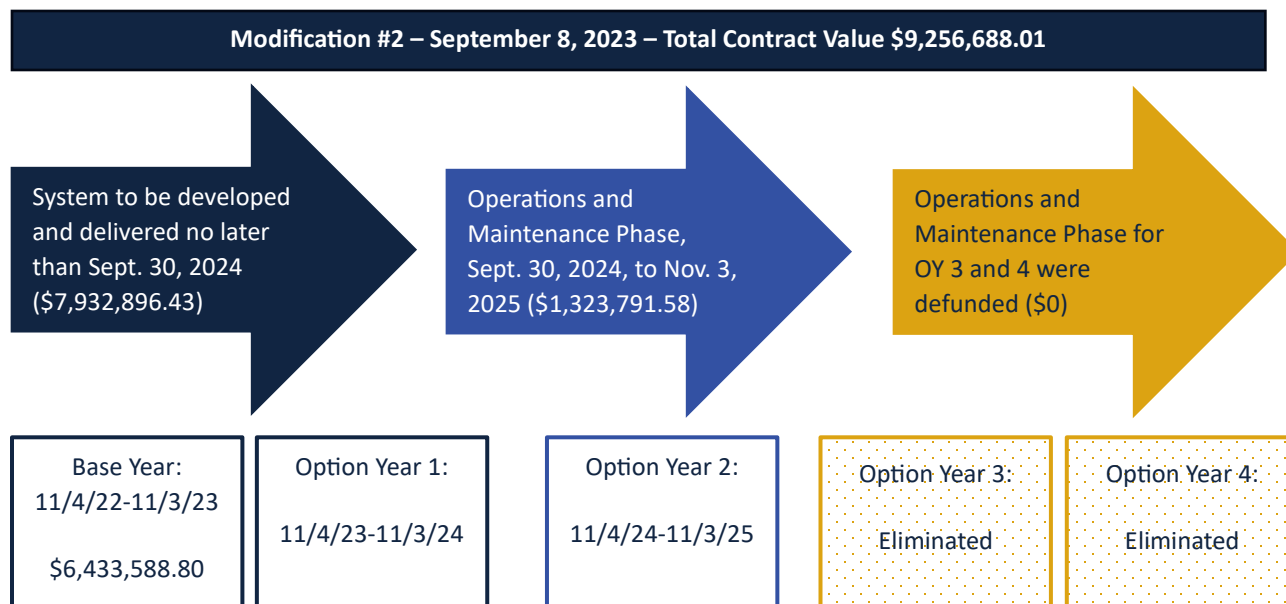 Modification #2 – September 8, 2023 – Total Contract Value $9,256,688.01
System to be developed
and delivered no later
than Sept. 30, 2024
($7,932,896.43)
Operations and
Maintenance Phase,
Sept. 30, 2024, to Nov. 3,
2025 ($1,323,791.58)
Operations and
Maintenance Phase for
OY 3 and 4 were
defunded ($0)
Base Year:
11/4/22-11/3/23
$6,433,588.80
Option Year 1:
11/4/23-11/3/24
Option Year 2:
11/4/24-11/3/25
Option Year 3:
Eliminated
Option Year 4:
Eliminated